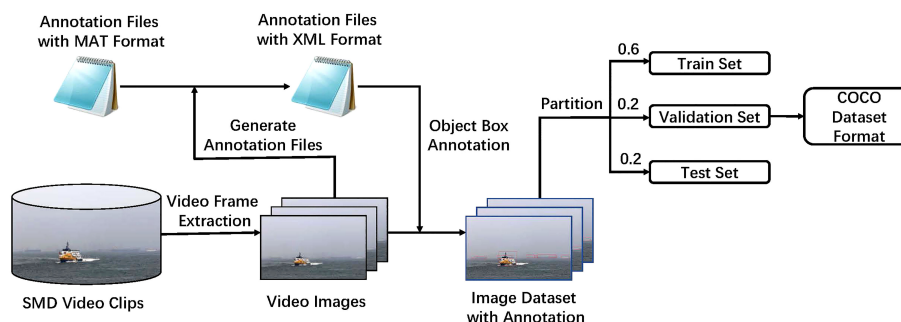 Annotation Files
with MAT Format
Annotation Files
with XML Format
Generate
Annotation Files
Object Box
Annotation
Video Frame
Extraction
SMD Video Clips
Video Images
Image Dataset
with Annotation
Partition
0.6
Train Set
0.2
Validation Set
0.2
Test Set
COCO
Dataset
Format